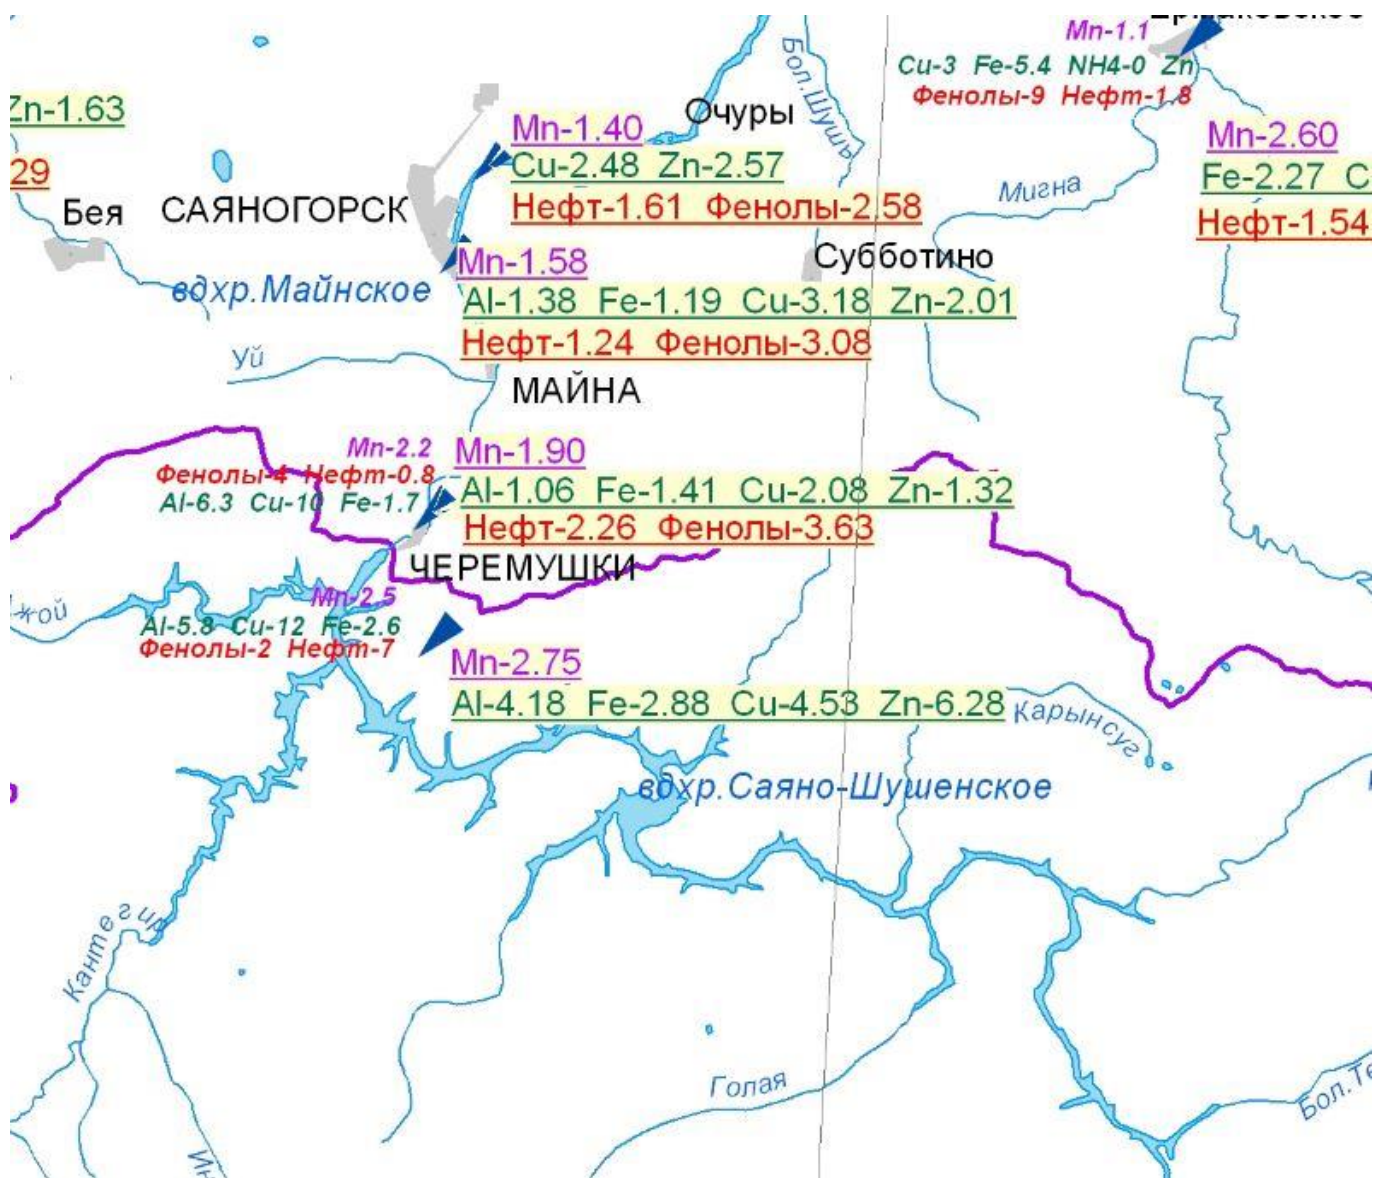 Mn-1.1
Cu-3 Fe-5.4 NH4-0 Zn
Фенолы-9 Нефт-1.8
Бол.Шушь
Очуры
Zn-1.63
Mn-1.40
Cu-2.48 Zn-2.57
Нефт-1.61 Фенолы-2.58
Mn-2.60
Fe-2.27 C
Нефт-1.54
29
Бея
САЯНОГОРСК
Мигна
Субботино
вдхр.Майнское
Mn-1.58
Al-1.38 Fe-1.19 Cu-3.18 Zn-2.01
Нефт-1.24 Фенолы-3.08
Уй
МАЙНА
Mn-2.2
Фенолы-4 Нефт-0.8
Al-6.3 Cu-10 Fe-1.7
Mn-1.90
Al-1.06 Fe-1.41 Cu-2.08 Zn-1.32
Нефт-2.26 Фенолы-3.63
ЧЕРЕМУШКИ
Mn-2.5
Al-5.8 Cu-12 Fe-2.6
Фенолы-2 Нефт-7
Mn-2.75
Al-4.18 Fe-2.88 Cu-4.53 Zn-6.28
Карынсуг
вдхр.Саяно-Шушенское
Кантегир
Голая
Бол.Те
Ин